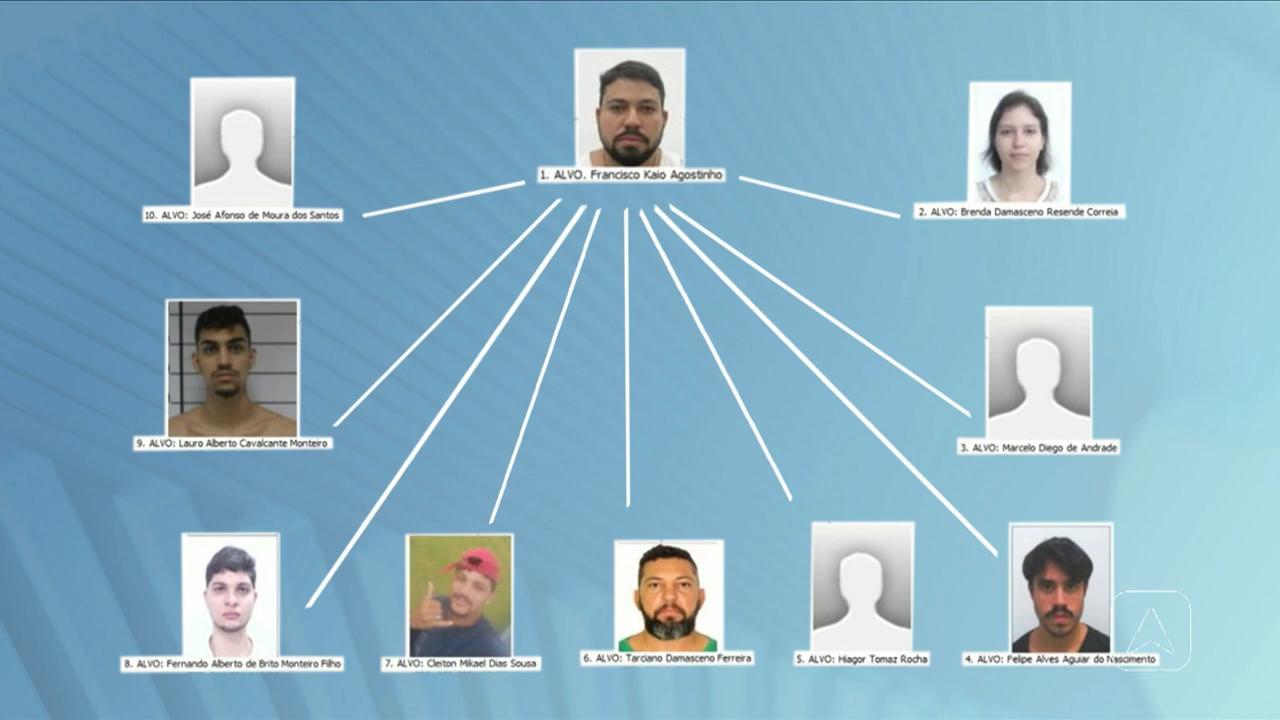 1. ALVO. Francisco Kaio Agostinho
10. ALVO: José Afonso de Moura dos Santos
2. ALVO: Brenda Damasceno Resende Correia
9. ALVO: Lauro Alberto Cavalcante Monteiro
3. ALVO: Marcelo Diego de Andrade
8. ALVO: Fernando Alberto de Brito Monteiro Filho
7. ALVO: Cleiton Mikael Dias Sousa
6. ALVO: Tarciano Damasceno Ferreira
5. ALVO: Hiagor Tomaz Rocha
4. ALVO: Felipe Alves Aguiar do Nascimento